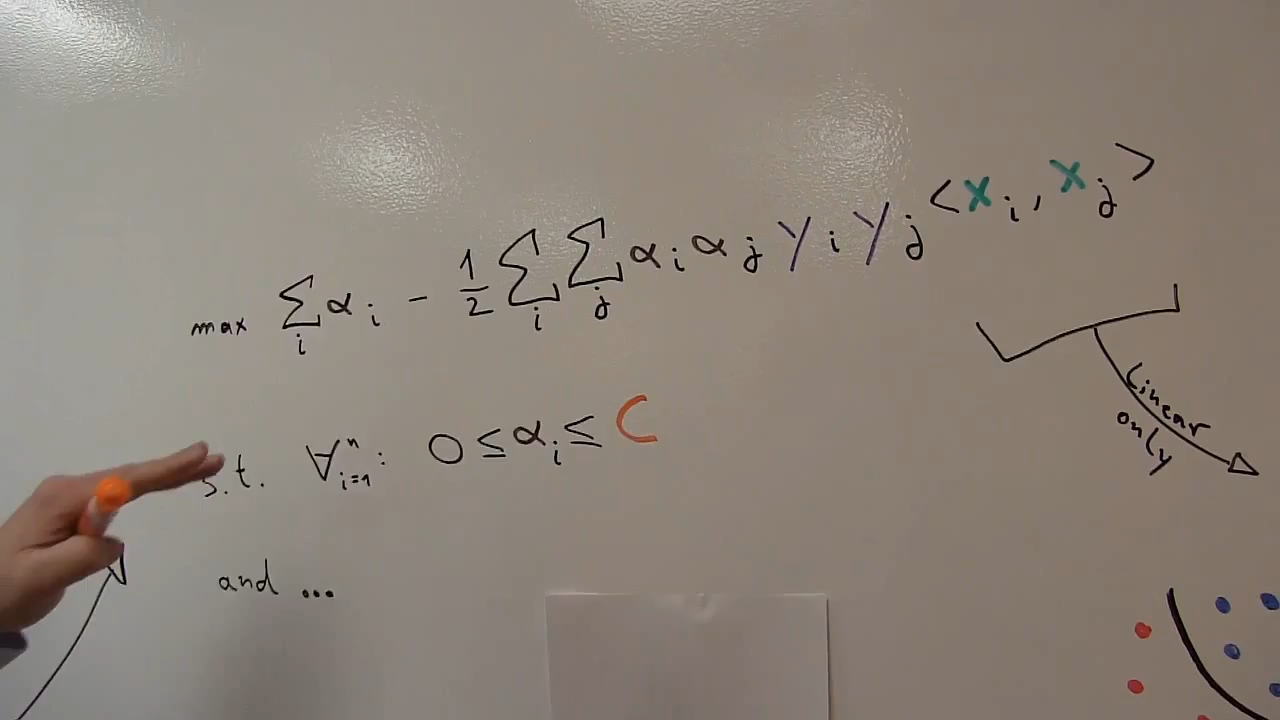 max ∑_i α_i - 1/2 ∑_i ∑_j α_i α_j y_i y_j <x_i, x_j>
Linear
only
s.t. ∀_{i=1}^n : 0 ≤ α_i ≤ C
and ...